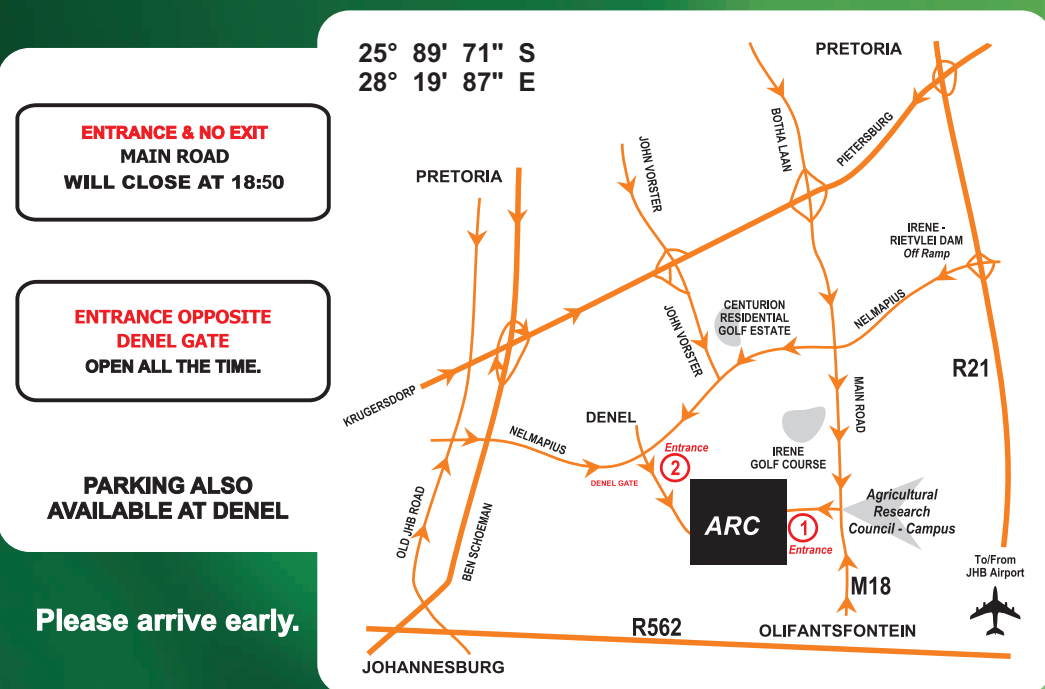 25° 89' 71" S
28° 19' 87" E
ENTRANCE & NO EXIT
MAIN ROAD
WILL CLOSE AT 18:50
ENTRANCE OPPOSITE
DENEL GATE
OPEN ALL THE TIME.
PARKING ALSO
AVAILABLE AT DENEL
Please arrive early.
PRETORIA
PRETORIA
JOHN VORSTER
BOTHA LAAN
PIETERSBURG
IRENE -
RIETVLEI DAM
Off Ramp
CENTURION
RESIDENTIAL
GOLF ESTATE
JOHN VORSTER
NELMAPIUS
R21
KRUGERSDORP
MAIN ROAD
DENEL
NELMAPIUS
Entrance
2
DENEL GATE
IRENE
GOLF COURSE
OLD JHB ROAD
BEN SCHOEMAN
ARC
1
Entrance
Agricultural
Research
Council - Campus
To/From
JHB Airport
M18
R562
OLIFANTSFONTEIN
JOHANNESBURG